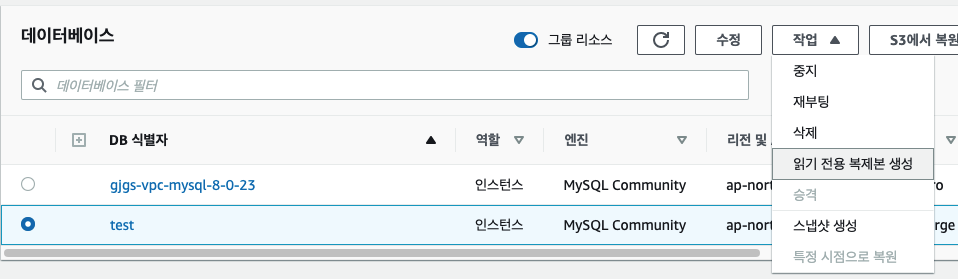 데이터베이스
그룹 리소스
수정
작업
S3에서 복원
데이터베이스 필터
중지
재부팅
삭제
읽기 전용 복제본 생성
승격
스냅샷 생성
특정 시점으로 복원
DB 식별자
역할
엔진
리전 및
gjgs-vpc-mysql-8-0-23
인스턴스
MySQL Community
ap-nort
ro
test
인스턴스
MySQL Community
ap-nort
rge